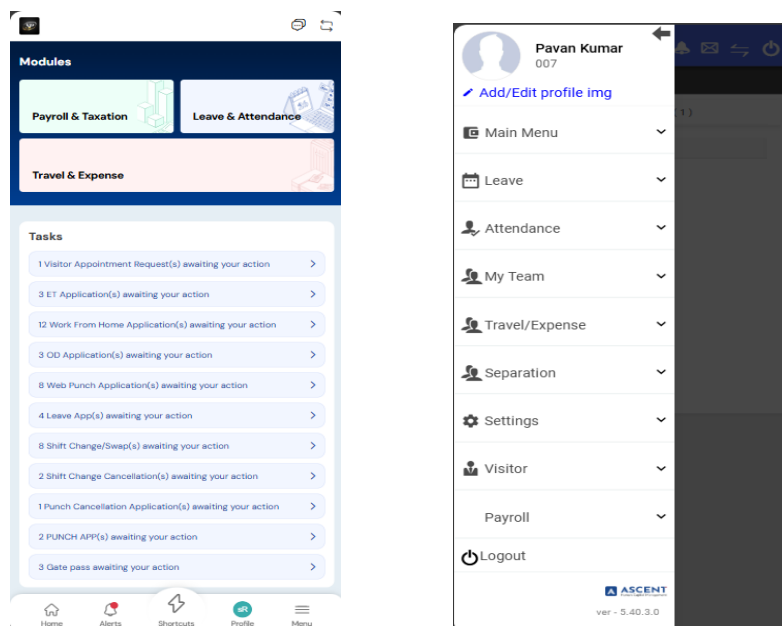 Modules
Payroll & Taxation
Leave & Attendance
Travel & Expense
Tasks
1 Visitor Appointment Request(s) awaiting your action
3 ET Application(s) awaiting your action
12 Work From Home Application(s) awaiting your action
3 OD Application(s) awaiting your action
8 Web Punch Application(s) awaiting your action
4 Leave App(s) awaiting your action
8 Shift Change/Swap(s) awaiting your action
2 Shift Change Cancellation(s) awaiting your action
1 Punch Cancellation Application(s) awaiting your action
2 PUNCH APP(s) awaiting your action
3 Gate pass awaiting your action
Home
Alerts
Shortcuts
SR
Profile
Menu
Pavan Kumar
007
Add/Edit profile img
Main Menu
Leave
Attendance
My Team
Travel/Expense
Separation
Settings
Visitor
Payroll
Logout
ASCENT
ver - 5.40.3.0
( 1 )